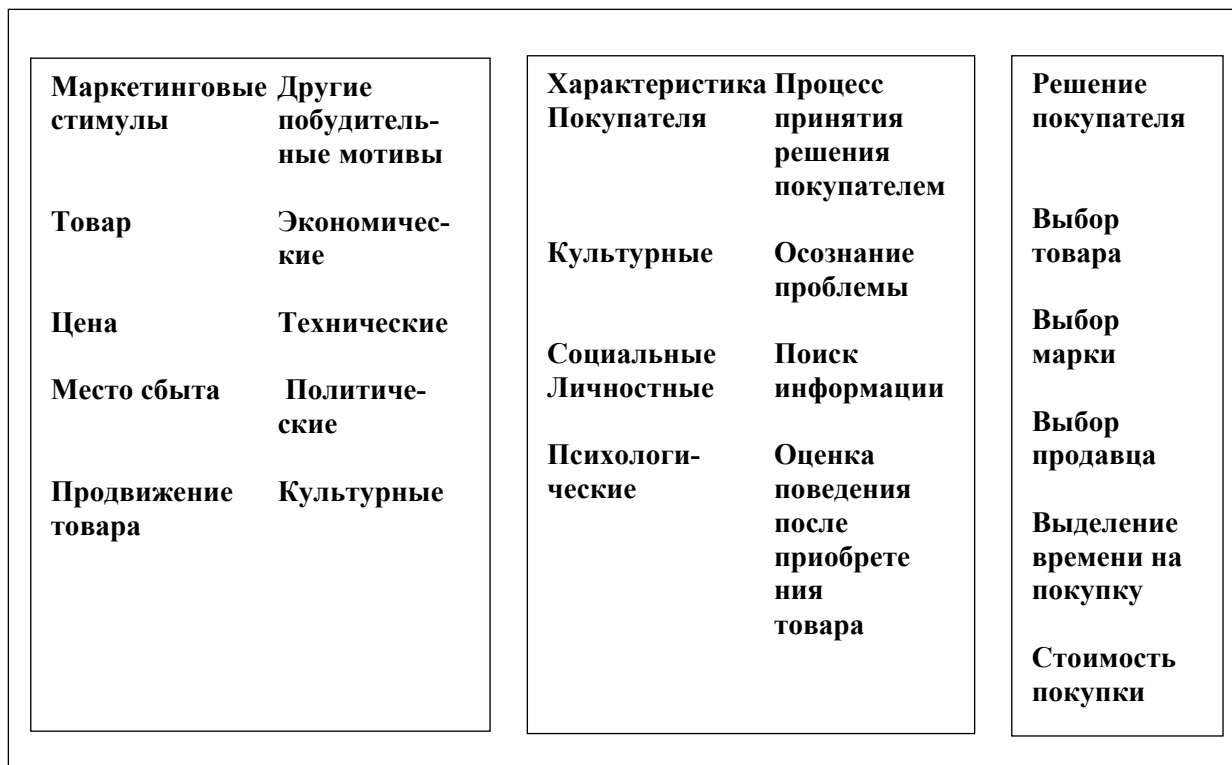 Маркетинговые
стимулы
Товар
Цена
Место сбыта
Продвижение
товара
Другие
побудитель-
ные мотивы
Экономичес-
кие
Технические
Политиче-
ские
Культурные
Характеристика
Покупателя
Культурные
Социальные
Личностные
Психологи-
ческие
Процесс
принятия
решения
покупателем
Осознание
проблемы
Поиск
информации
Оценка
поведения
после
приобрете
ния
товара
Решение
покупателя
Выбор
товара
Выбор
марки
Выбор
продавца
Выделение
времени на
покупку
Стоимость
покупки